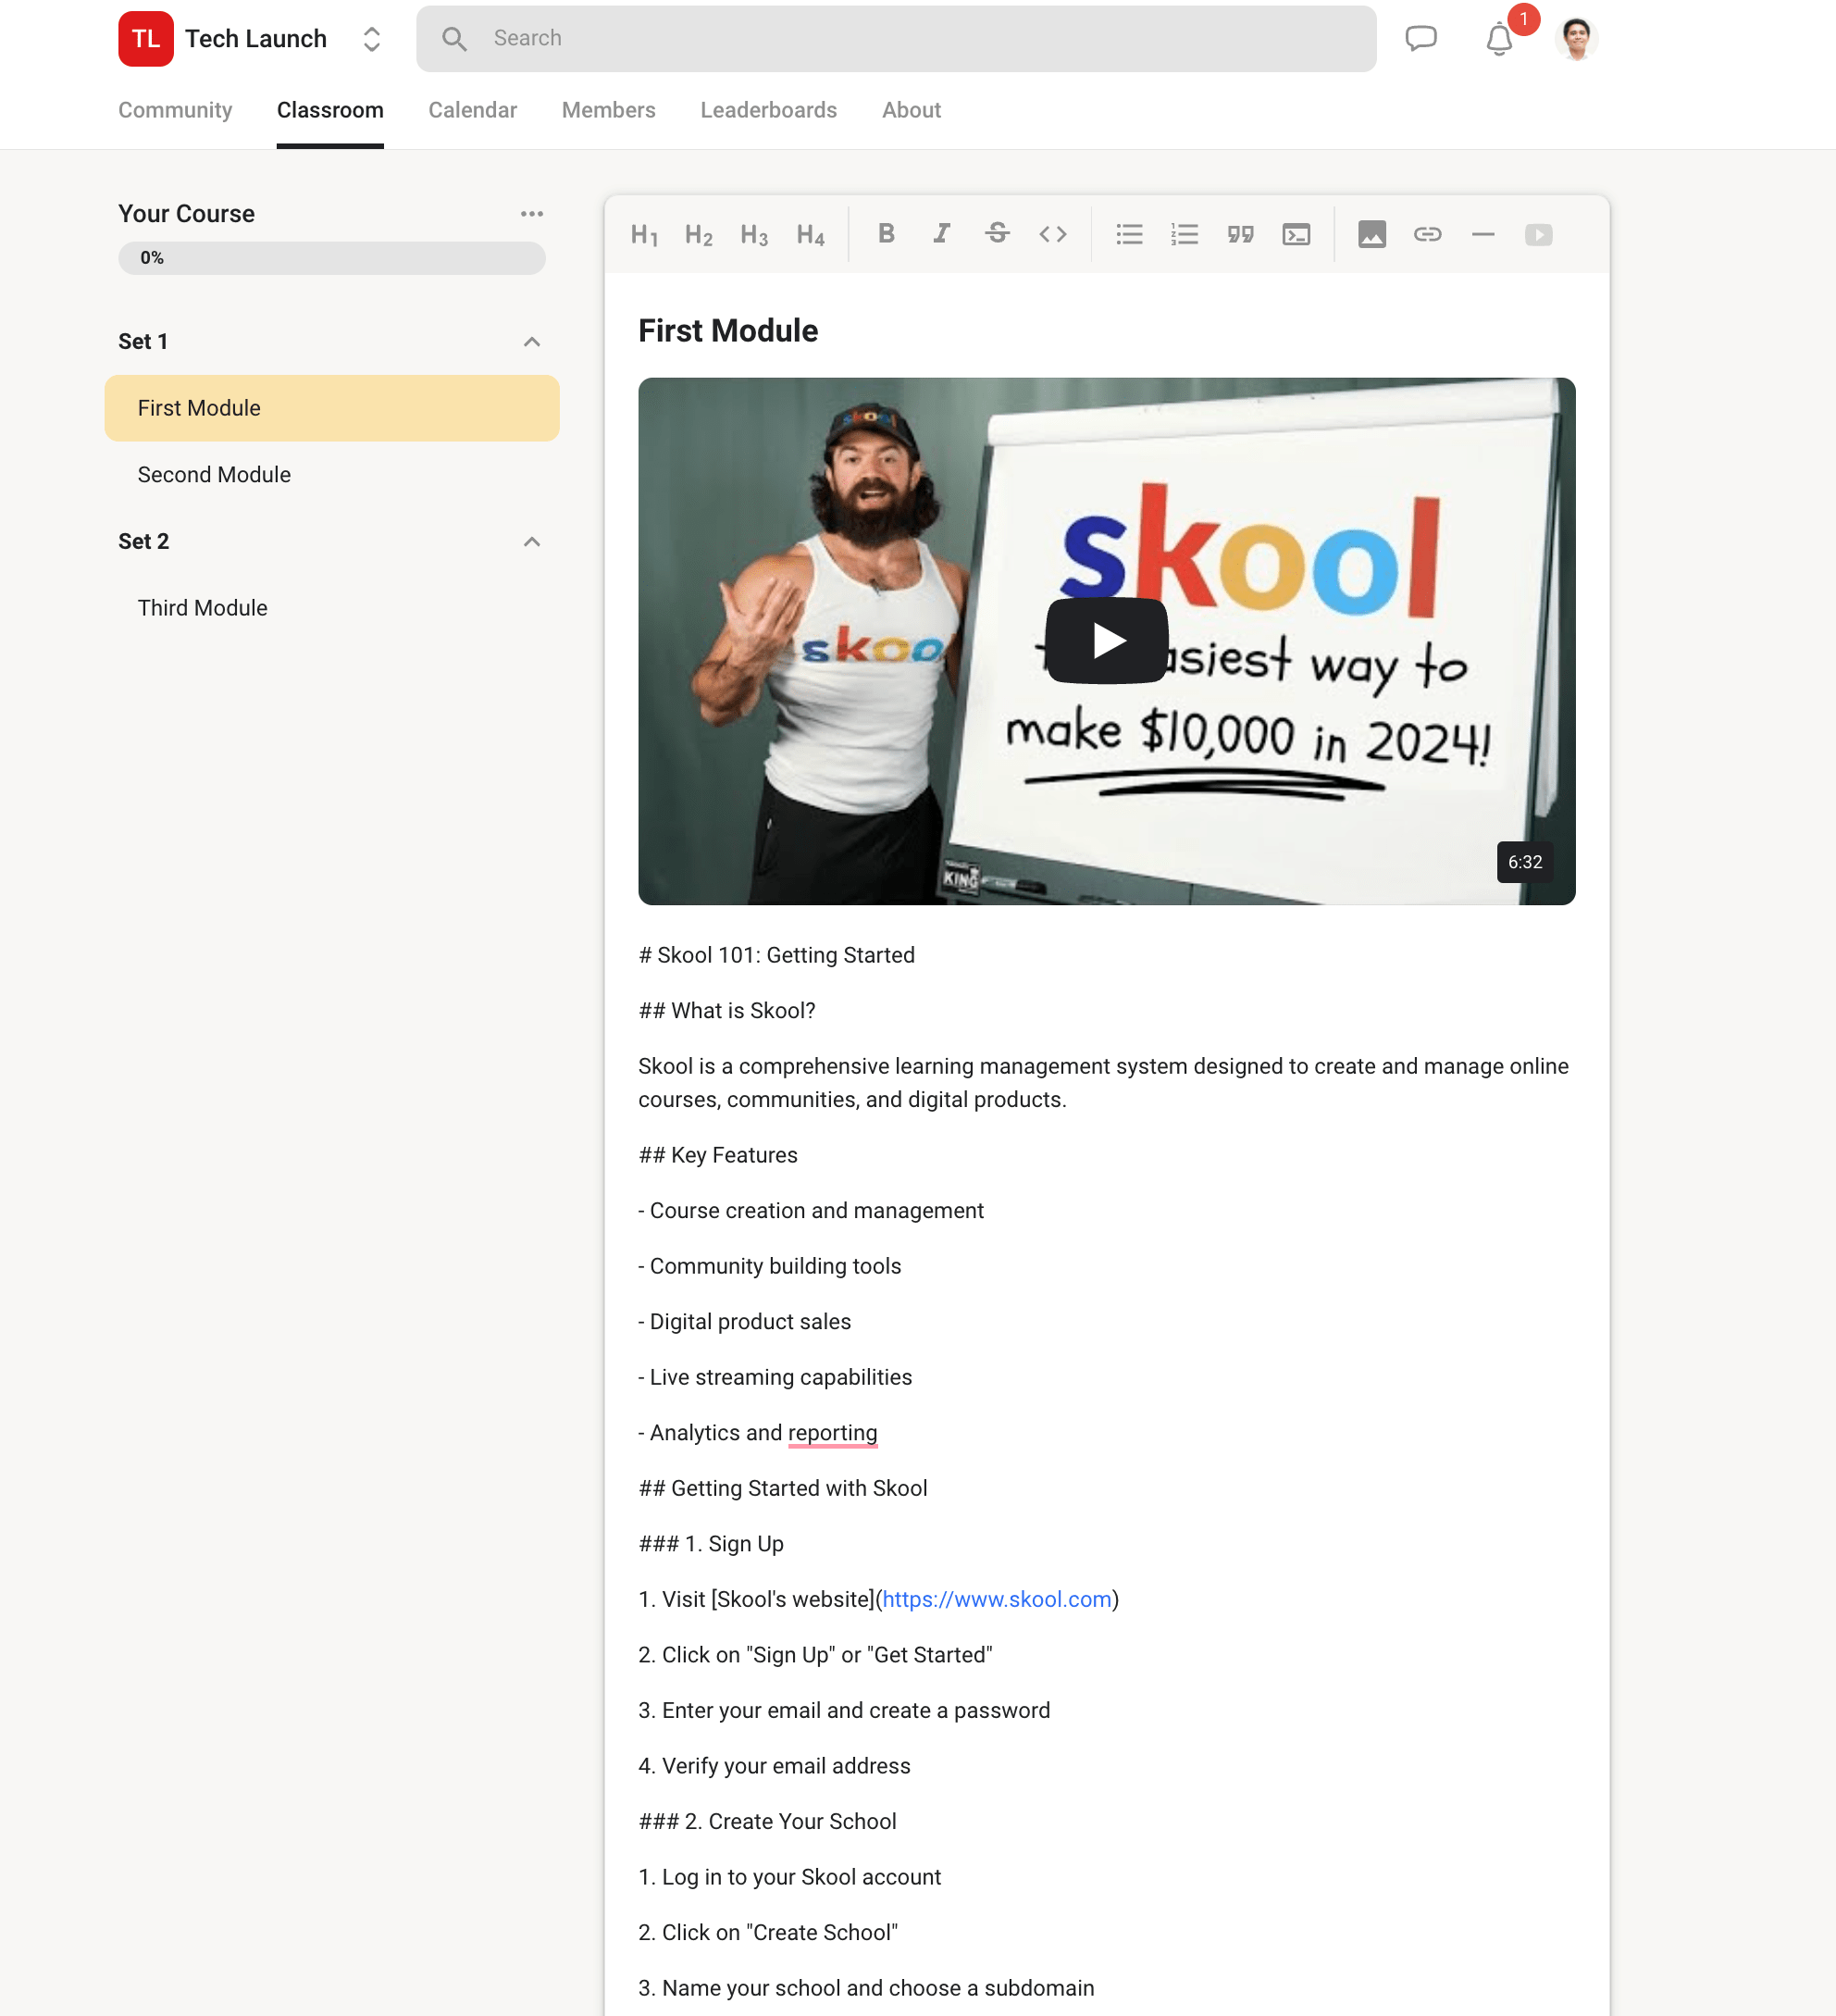 TL Tech Launch
Search
1
Community Classroom Calendar Members Leaderboards About
Your Course
0%
Set 1
First Module
Second Module
Set 2
Third Module
H1 H2 H3 H4 B I S
First Module
skool
skool
skool
asiest way to
make $10,000 in 2024!
KING
6:32
# Skool 101: Getting Started
## What is Skool?
Skool is a comprehensive learning management system designed to create and manage online
courses, communities, and digital products.
## Key Features
- Course creation and management
- Community building tools
- Digital product sales
- Live streaming capabilities
- Analytics and reporting
## Getting Started with Skool
### 1. Sign Up
1. Visit [Skool's website](https://www.skool.com)
2. Click on "Sign Up" or "Get Started"
3. Enter your email and create a password
4. Verify your email address
### 2. Create Your School
1. Log in to your Skool account
2. Click on "Create School"
3. Name your school and choose a subdomain